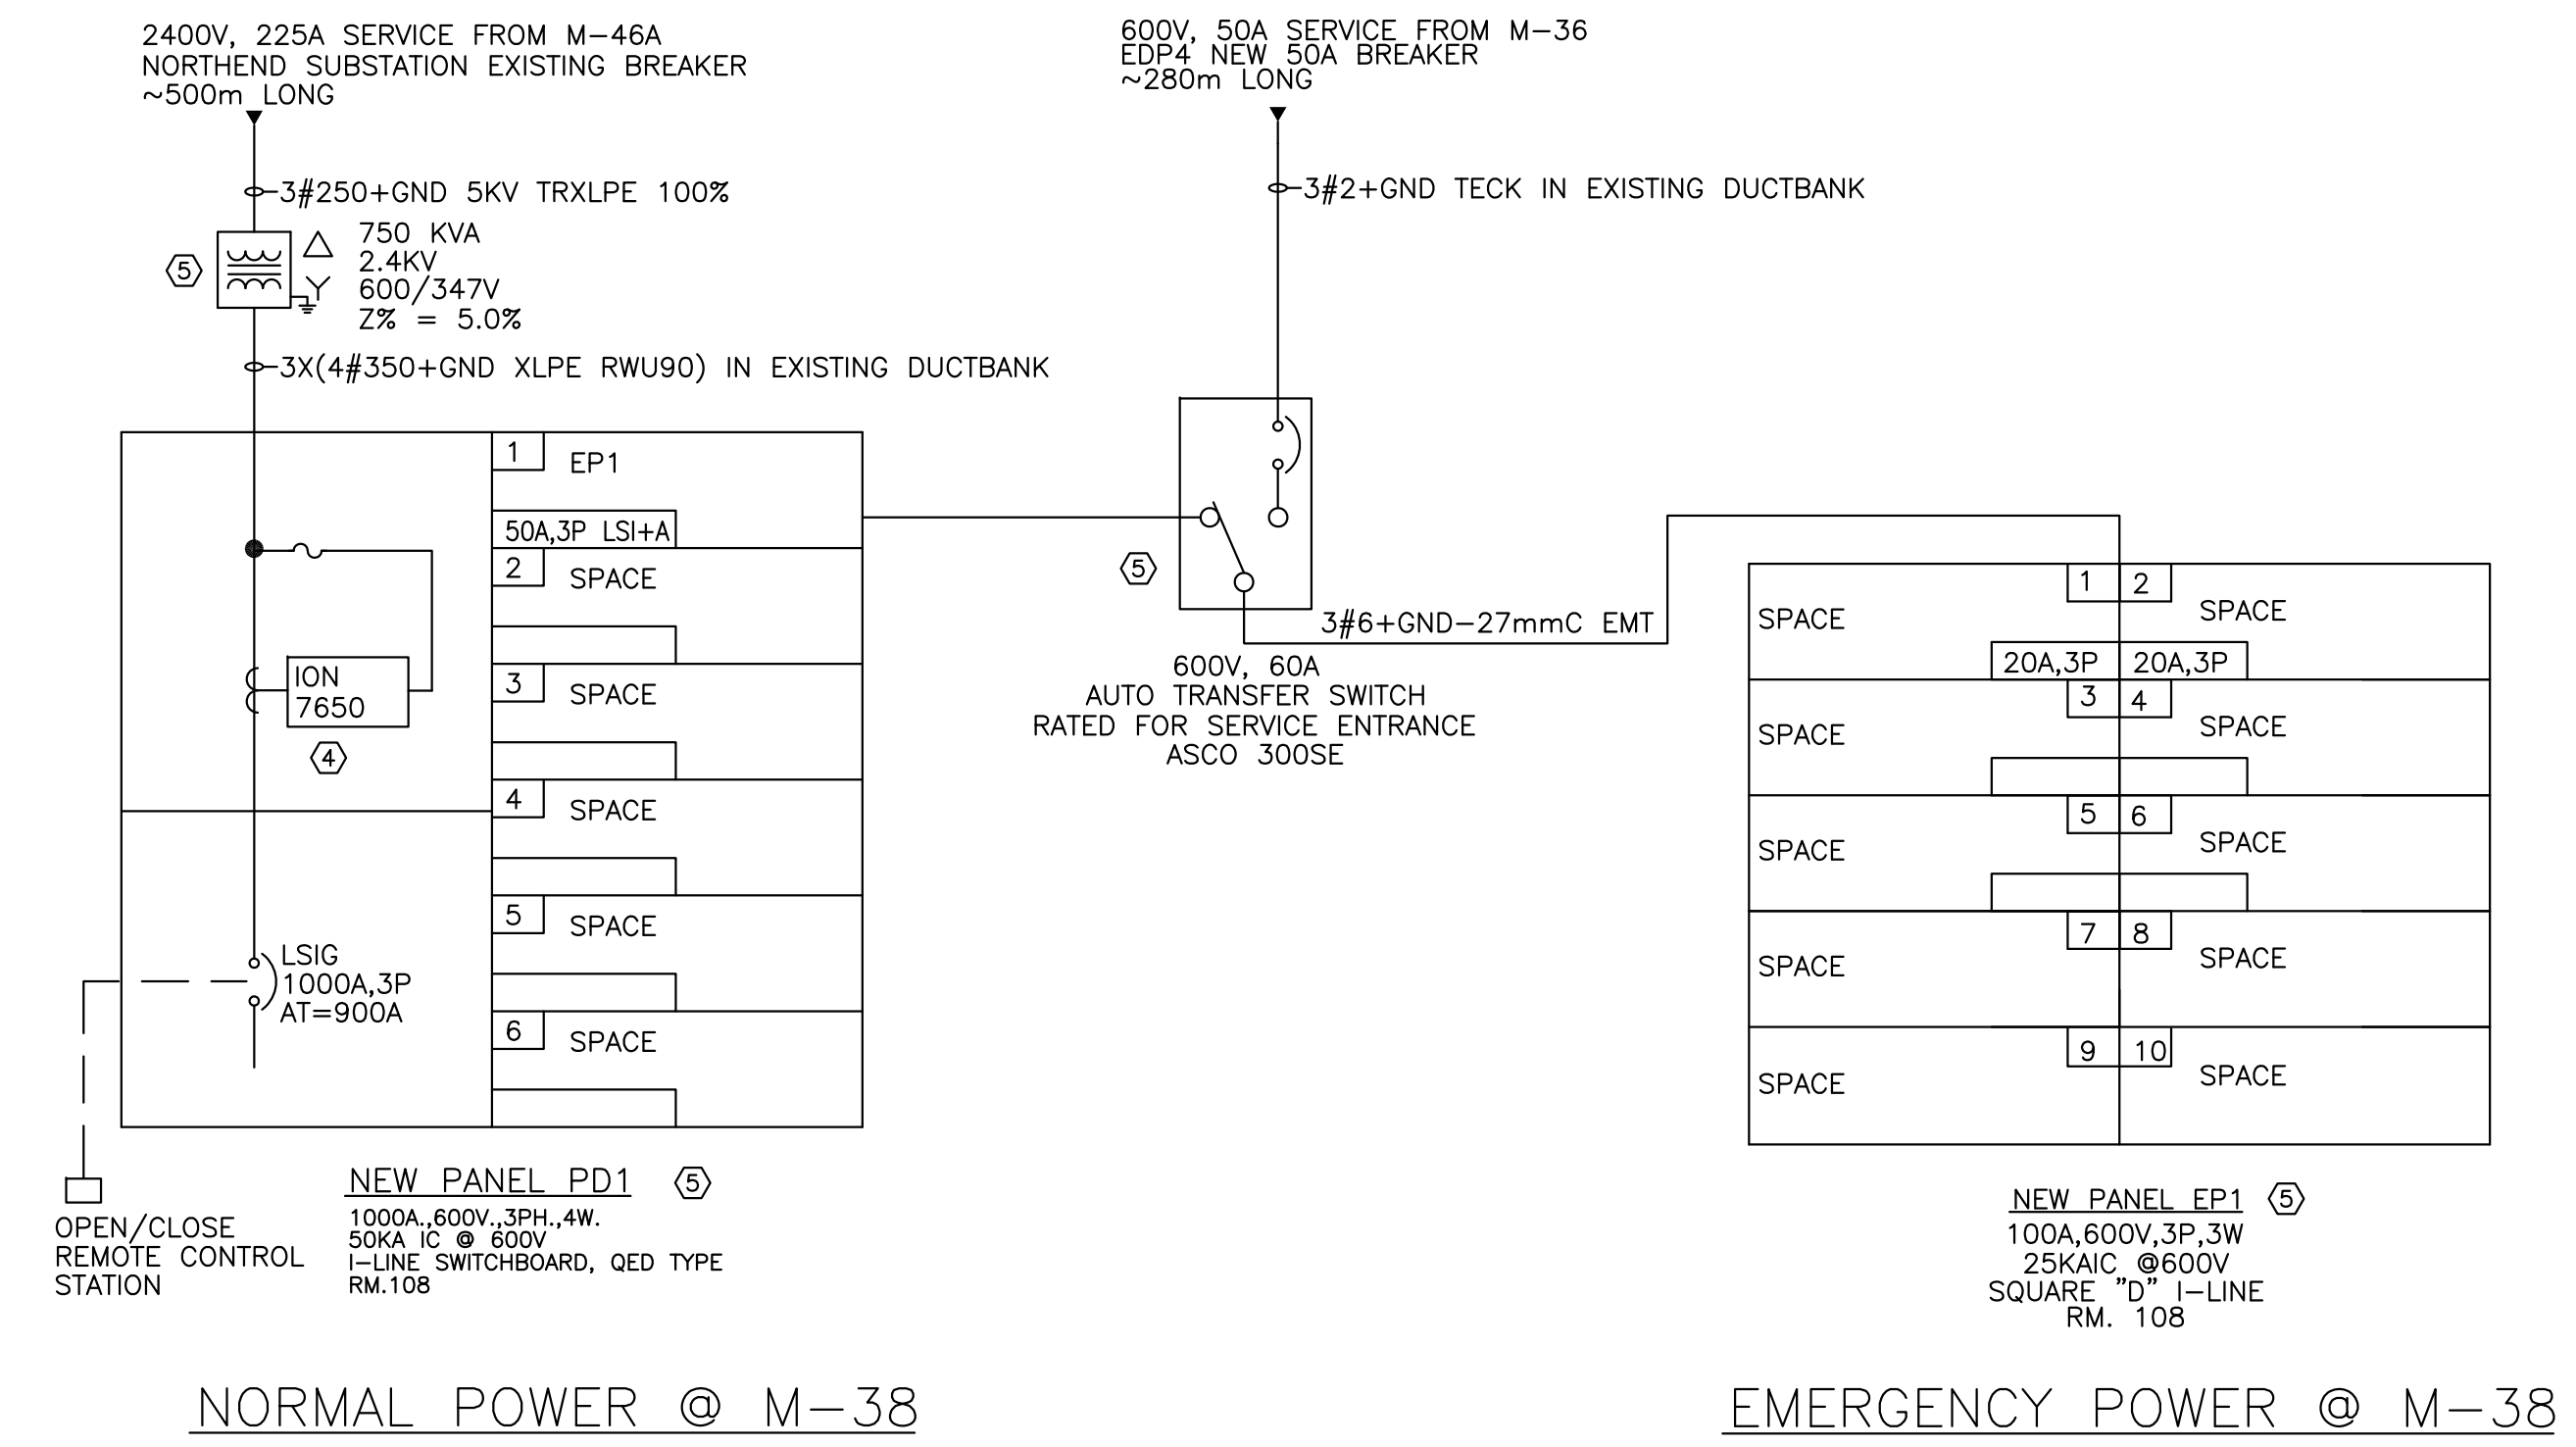 2400V, 225A SERVICE FROM M-46A
NORTHEND SUBSTATION EXISTING BREAKER
~500m LONG
3#250+GND 5KV TRXLPE 100%
5
750 KVA
2.4KV
600/347V
Z% = 5.0%
3X(4#350+GND XLPE RWU90) IN EXISTING DUCTBANK
1
EP1
50A,3P LSI+A
2
SPACE
3
SPACE
4
SPACE
5
SPACE
6
SPACE
ION
7650
4
LSIG
1000A,3P
AT=900A
OPEN/CLOSE
REMOTE CONTROL
STATION
NEW PANEL PD1
5
1000A.,600V.,3PH.,4W.
50KA IC @ 600V
I-LINE SWITCHBOARD, QED TYPE
RM.108
NORMAL POWER @ M-38
600V, 50A SERVICE FROM M-36
EDP4 NEW 50A BREAKER
~280m LONG
3#2+GND TECK IN EXISTING DUCTBANK
5
3#6+GND-27mmC EMT
600V, 60A
AUTO TRANSFER SWITCH
RATED FOR SERVICE ENTRANCE
ASCO 300SE
SPACE 1 2 SPACE
20A,3P 20A,3P
SPACE 3 4 SPACE
SPACE 5 6 SPACE
SPACE 7 8 SPACE
SPACE 9 10 SPACE
NEW PANEL EP1
5
100A,600V,3P,3W
25KAIC @600V
SQUARE "D" I-LINE
RM. 108
EMERGENCY POWER @ M-38